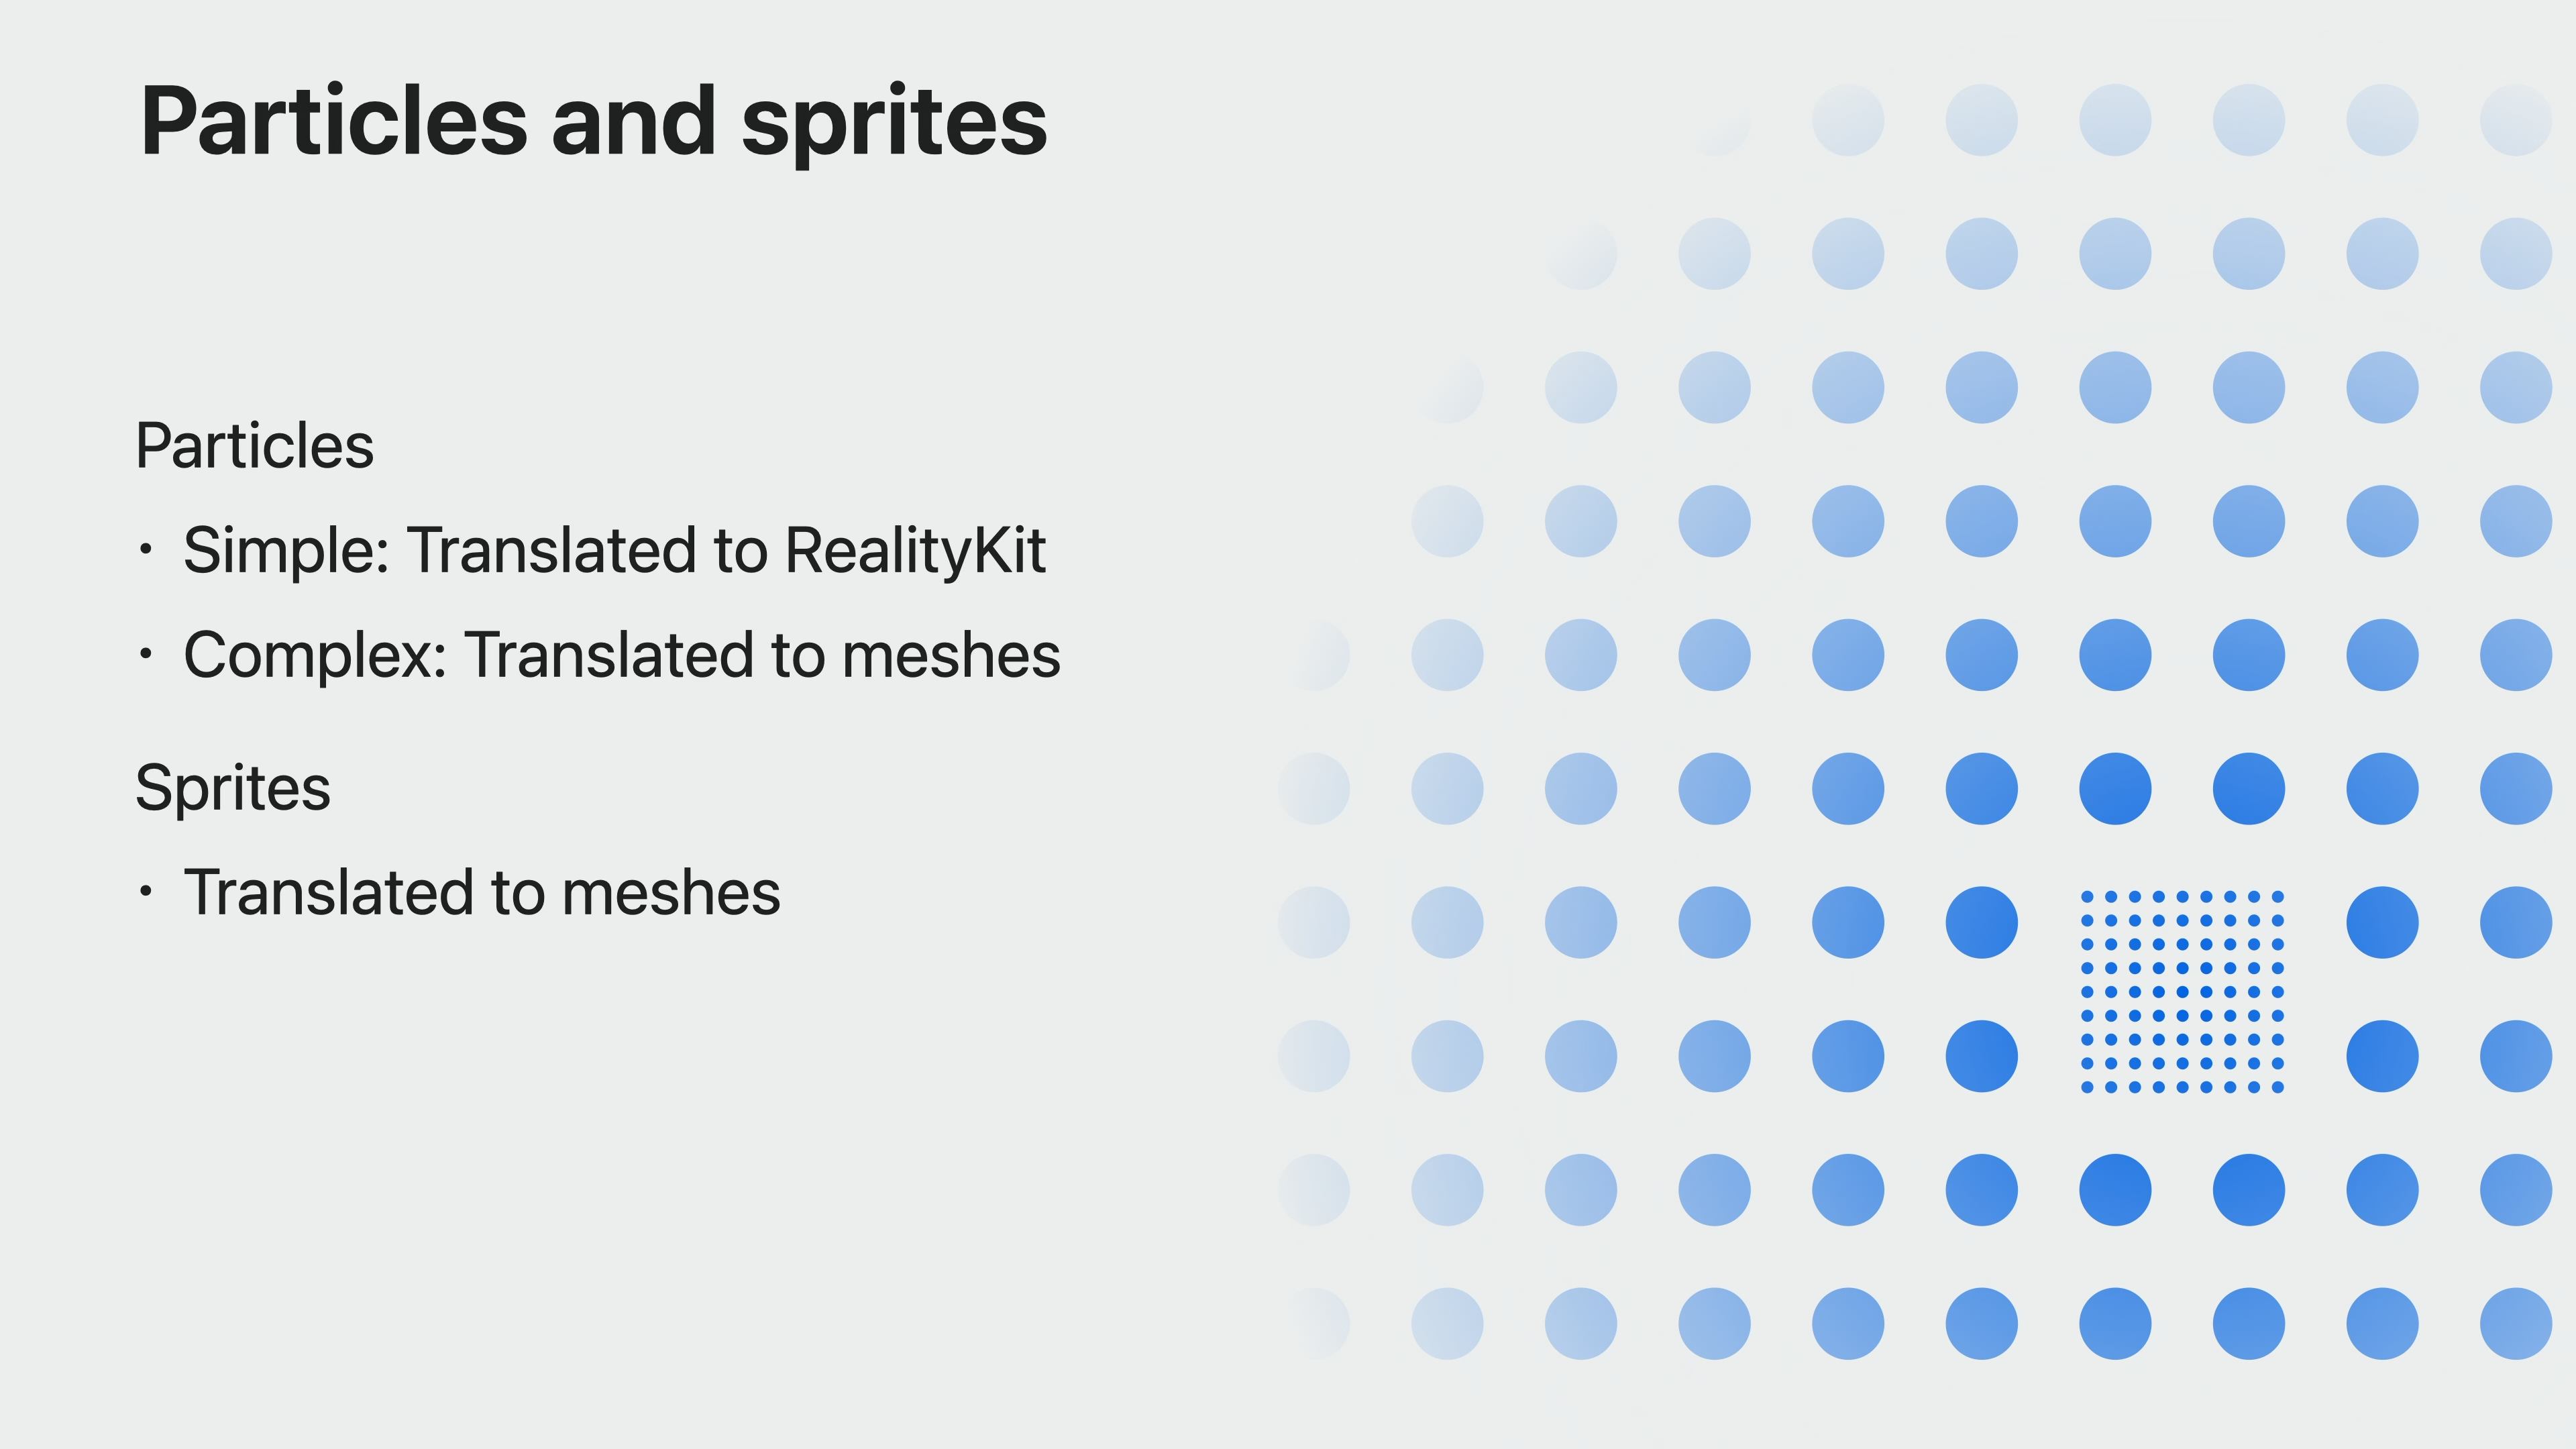 Particles and sprites
Particles
• Simple: Translated to RealityKit
• Complex: Translated to meshes
Sprites
• Translated to meshes